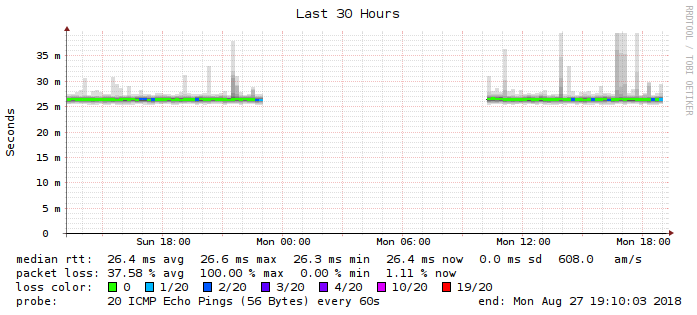 Last 30 Hours
RRDTOOL / TOBI OETIKER
Seconds
35 m
30 m
25 m
20 m
15 m
10 m
5 m
0
Sun 18:00 Mon 00:00 Mon 06:00 Mon 12:00 Mon 18:00
median rtt: 26.4 ms avg 26.6 ms max 26.3 ms min 26.4 ms now 0.0 ms sd 608.0 am/s
packet loss: 37.58 % avg 100.00 % max 0.00 % min 1.11 % now
loss color: 0 1/20 2/20 3/20 4/20 10/20 19/20
probe: 20 ICMP Echo Pings (56 Bytes) every 60s end: Mon Aug 27 19:10:03 2018